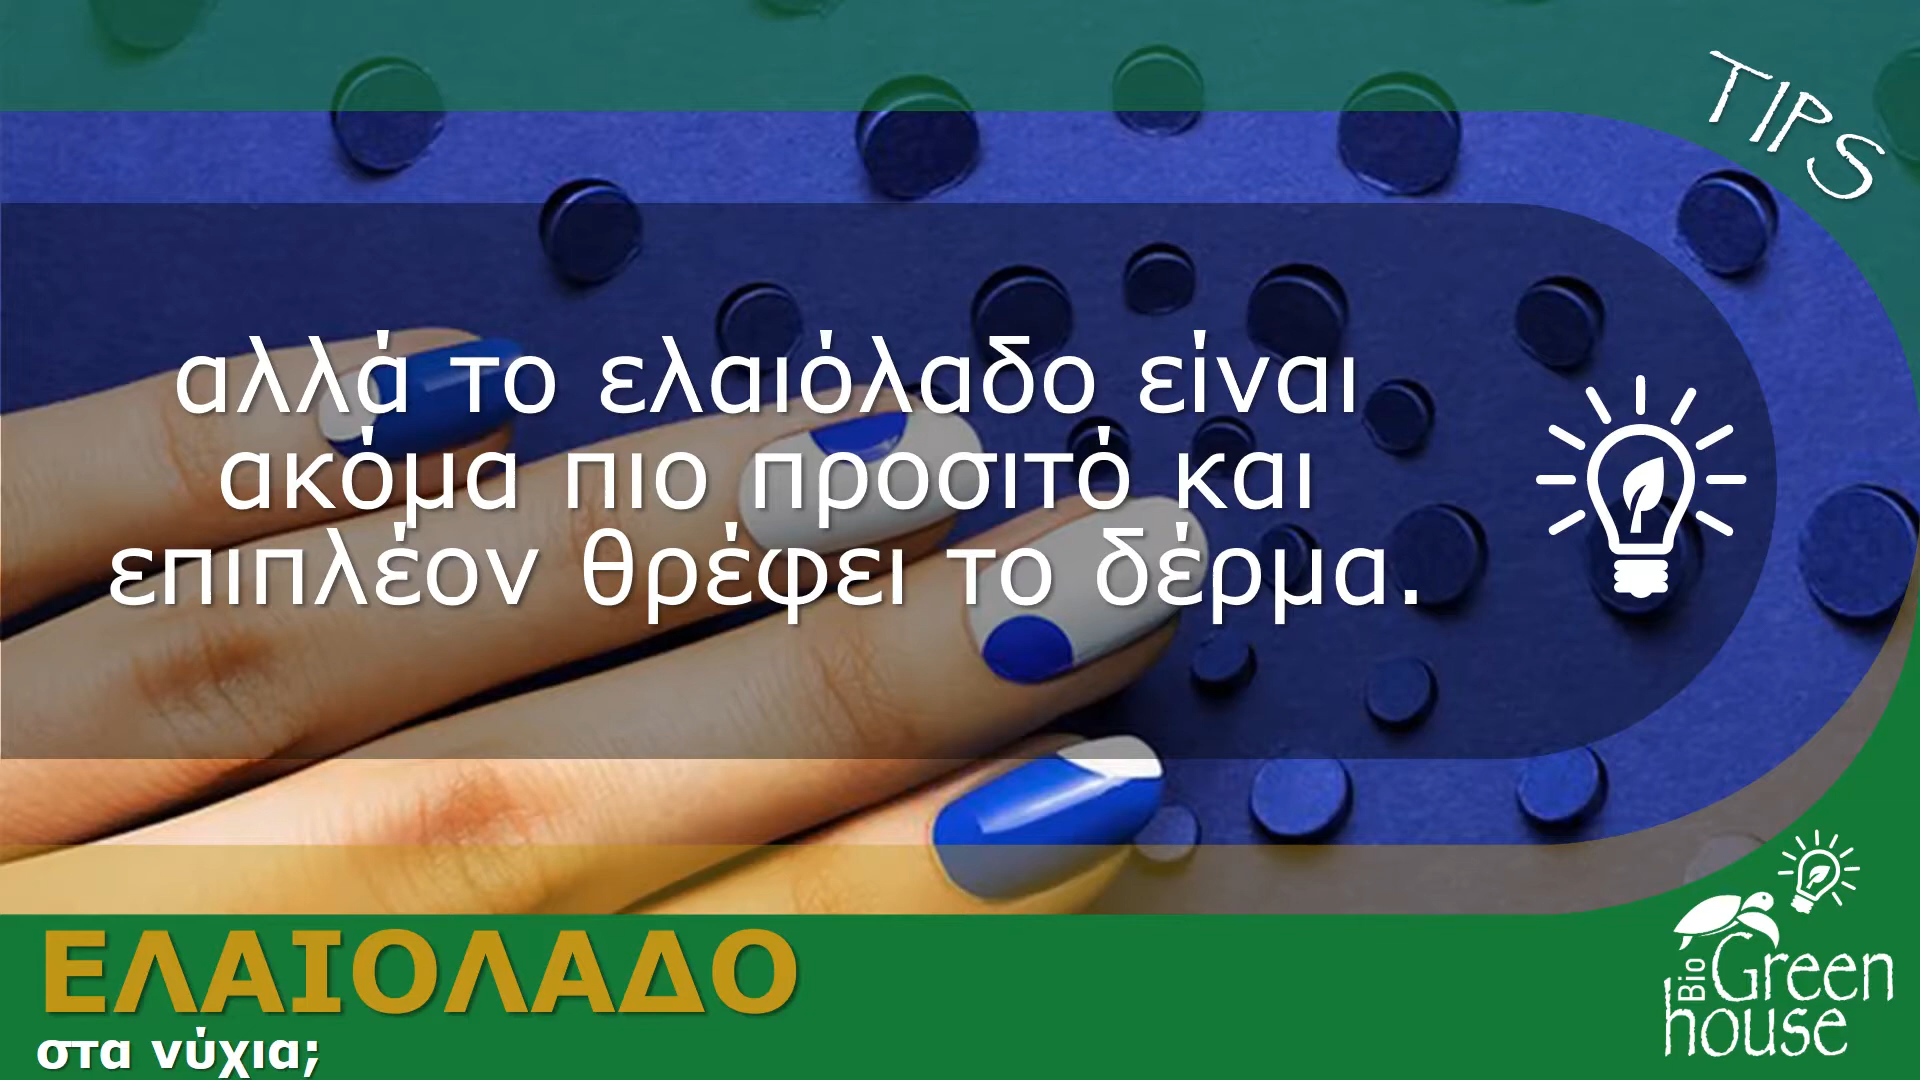 TIPS
αλλά το ελαιόλαδο είναι
ακόμα πιο προσιτό και
επιπλέον θρέφει το δέρμα.
ΕΛΑΙΟΛΑΔΟ
στα νύχια;
Bio Green
house